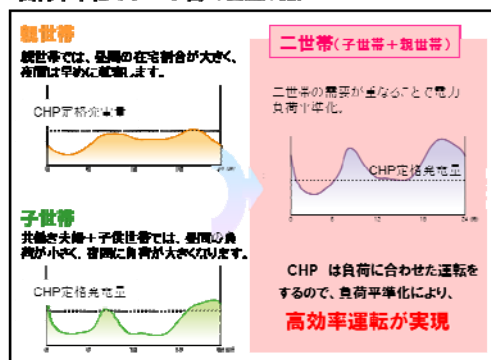 親世帯
親世帯では、昼間の在宅割合が大きく、
夜間は早めに就寝します。
CHP定格発電量
子世帯
共働き夫婦+子供世帯では、昼間の負
荷が小さく、夜間に負荷が大きくなります。
CHP定格発電量
二世帯(子世帯+親世帯)
二世帯の需要が重なることで電力
負荷平準化。
CHP定格発電量
0 6 12 18 24
CHP は負荷に合わせた運転を
するので、負荷平準化により、
高効率運転が実現